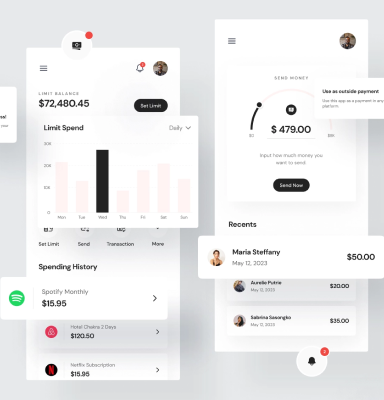 LIMIT BALANCE
$72,480.45
Set Limit
Limit Spend
Daily
30K
20K
10K
0
Mon Tue Wed Thu Fri Sat Sun
Set Limit Send Transaction More
Spending History
Spotify Monthly
$15.95
Hotel Chakra 2 Days
$120.50
Netflix Subscription
$15.95
SEND MONEY
$ 479.00
$0
Input how much money you
want to send.
Send Now
Use as outside payment
Use this app as a payment in any
platform
Recents
Maria Steffany
May 12, 2023
$50.00
Aurelie Putrie
May 12, 2023
$20.00
Sabrina Sasongko
May 12, 2023
$35.00
2